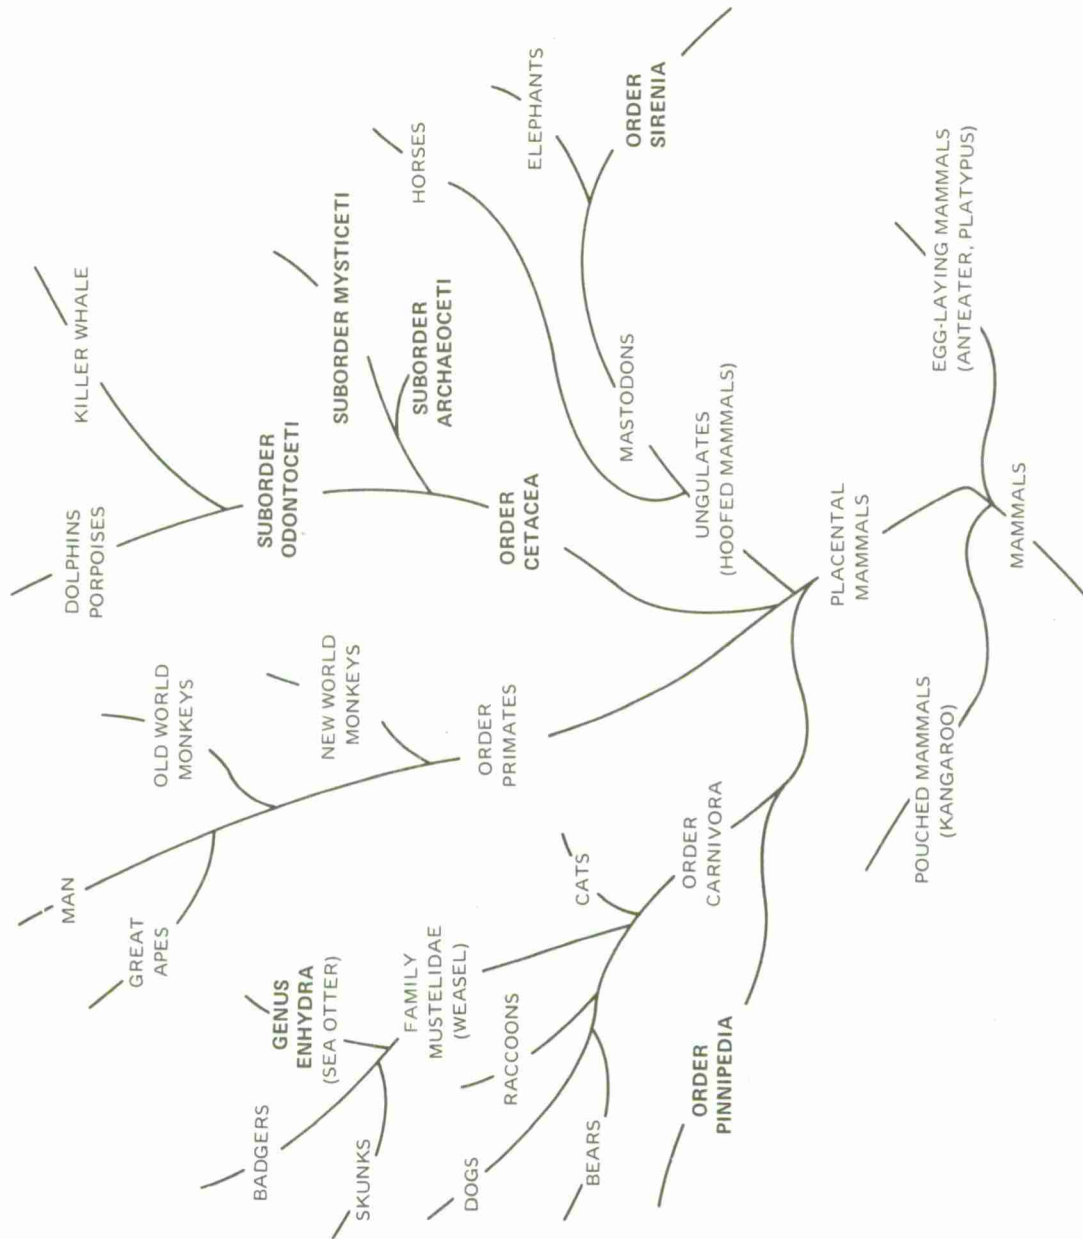 MAN
GREAT
APES
OLD WORLD
MONKEYS
NEW WORLD
MONKEYS
ORDER
PRIMATES
DOLPHINS
PORPOISES
KILLER WHALE
SUBORDER
ODONTOCETI
SUBORDER MYSTICETI
SUBORDER
ARCHAEOCETI
ORDER
CETACEA
HORSES
ELEPHANTS
ORDER
SIRENIA
MASTODONS
UNGULATES
(HOOFED MAMMALS)
BADGERS
SKUNKS
GENUS
ENHYDRA
(SEA OTTER)
FAMILY
MUSTELIDAE
(WEASEL)
CATS
RACCOONS
DOGS
BEARS
ORDER
CARNIVORA
ORDER
PINNIPEDIA
PLACENTAL
MAMMALS
POUCHED MAMMALS
(KANGAROO)
EGG-LAYING MAMMALS
(ANTEATER, PLATYPUS)
MAMMALS